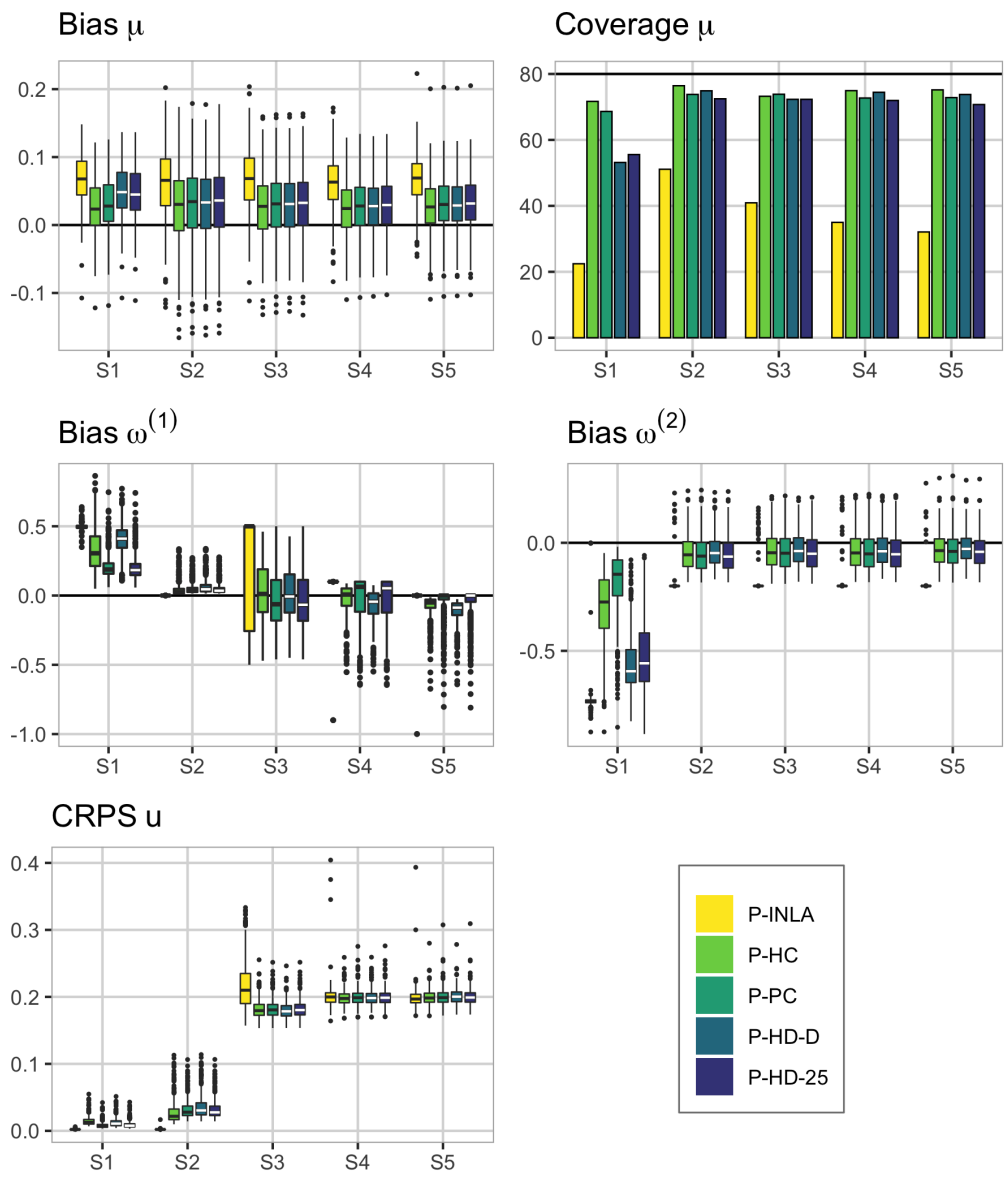 Bias μ
0.2
0.1
0.0
-0.1
S1 S2 S3 S4 S5
Coverage μ
80
60
40
20
0
S1 S2 S3 S4 S5
Bias ω(1)
0.5
0.0
-0.5
-1.0
S1 S2 S3 S4 S5
Bias ω(2)
0.0
-0.5
S1 S2 S3 S4 S5
CRPS u
0.4
0.3
0.2
0.1
0.0
S1 S2 S3 S4 S5
P-INLA
P-HC
P-PC
P-HD-D
P-HD-25